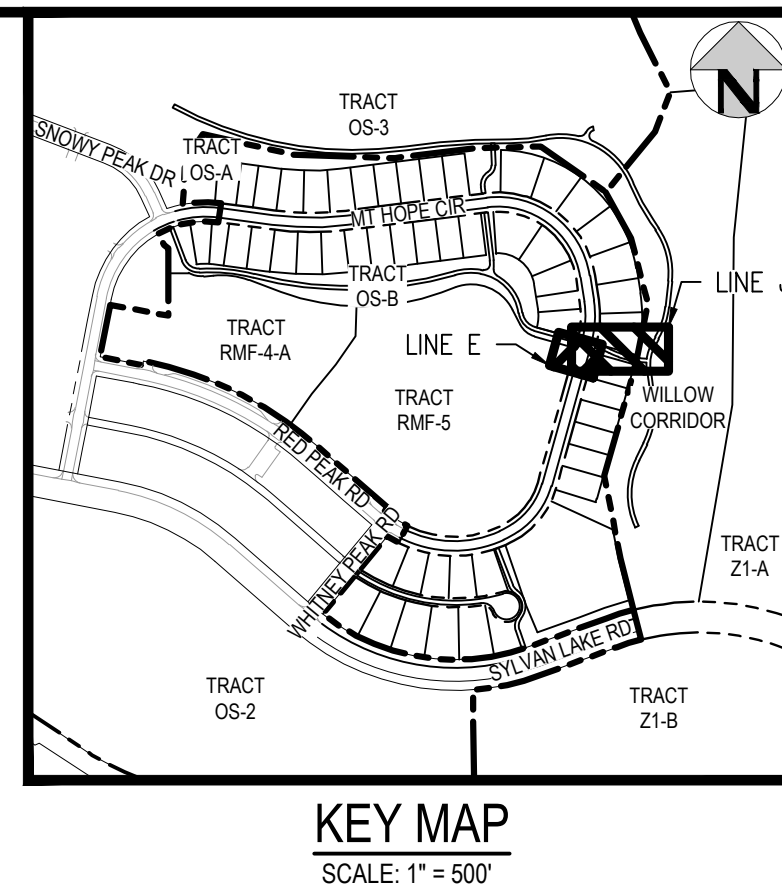 N
TRACT
OS-3
SNOWY PEAK DR
TRACT
OS-A
MT HOPE CIR
TRACT
OS-B
LINE J
TRACT
RMF-4-A
LINE E
TRACT
RMF-5
WILLOW
CORRIDOR
RED PEAK RD
WHITNEY PEAK RD
TRACT
Z1-A
SYLVAN LAKE RD
TRACT
OS-2
TRACT
Z1-B
KEY MAP
SCALE: 1" = 500'